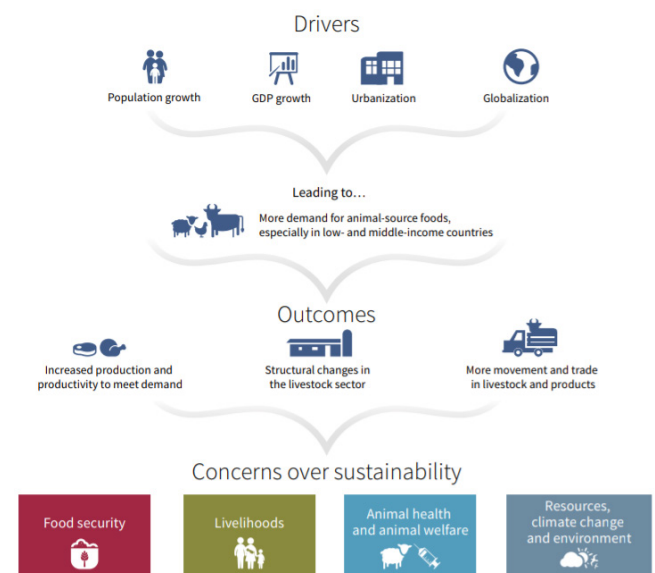 Drivers
Population growth
GDP growth
Urbanization
Globalization
Leading to…
More demand for animal-source foods,
especially in low- and middle-income countries
Outcomes
Increased production and
productivity to meet demand
Structural changes in
the livestock sector
More movement and trade
in livestock and products
Concerns over sustainability
Food security
Livelihoods
Animal health
and animal welfare
Resources,
climate change
and environment